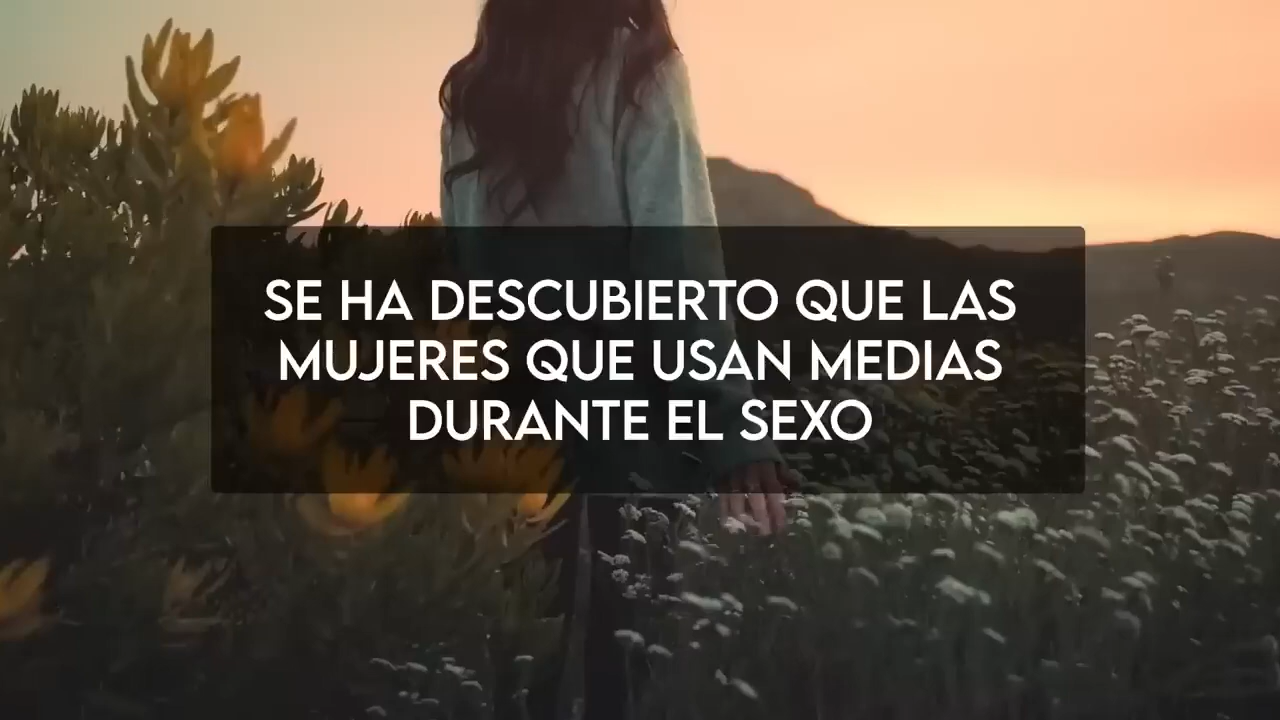 SE HA DESCUBIERTO QUE LAS
MUJERES QUE USAN MEDIAS
DURANTE EL SEXO